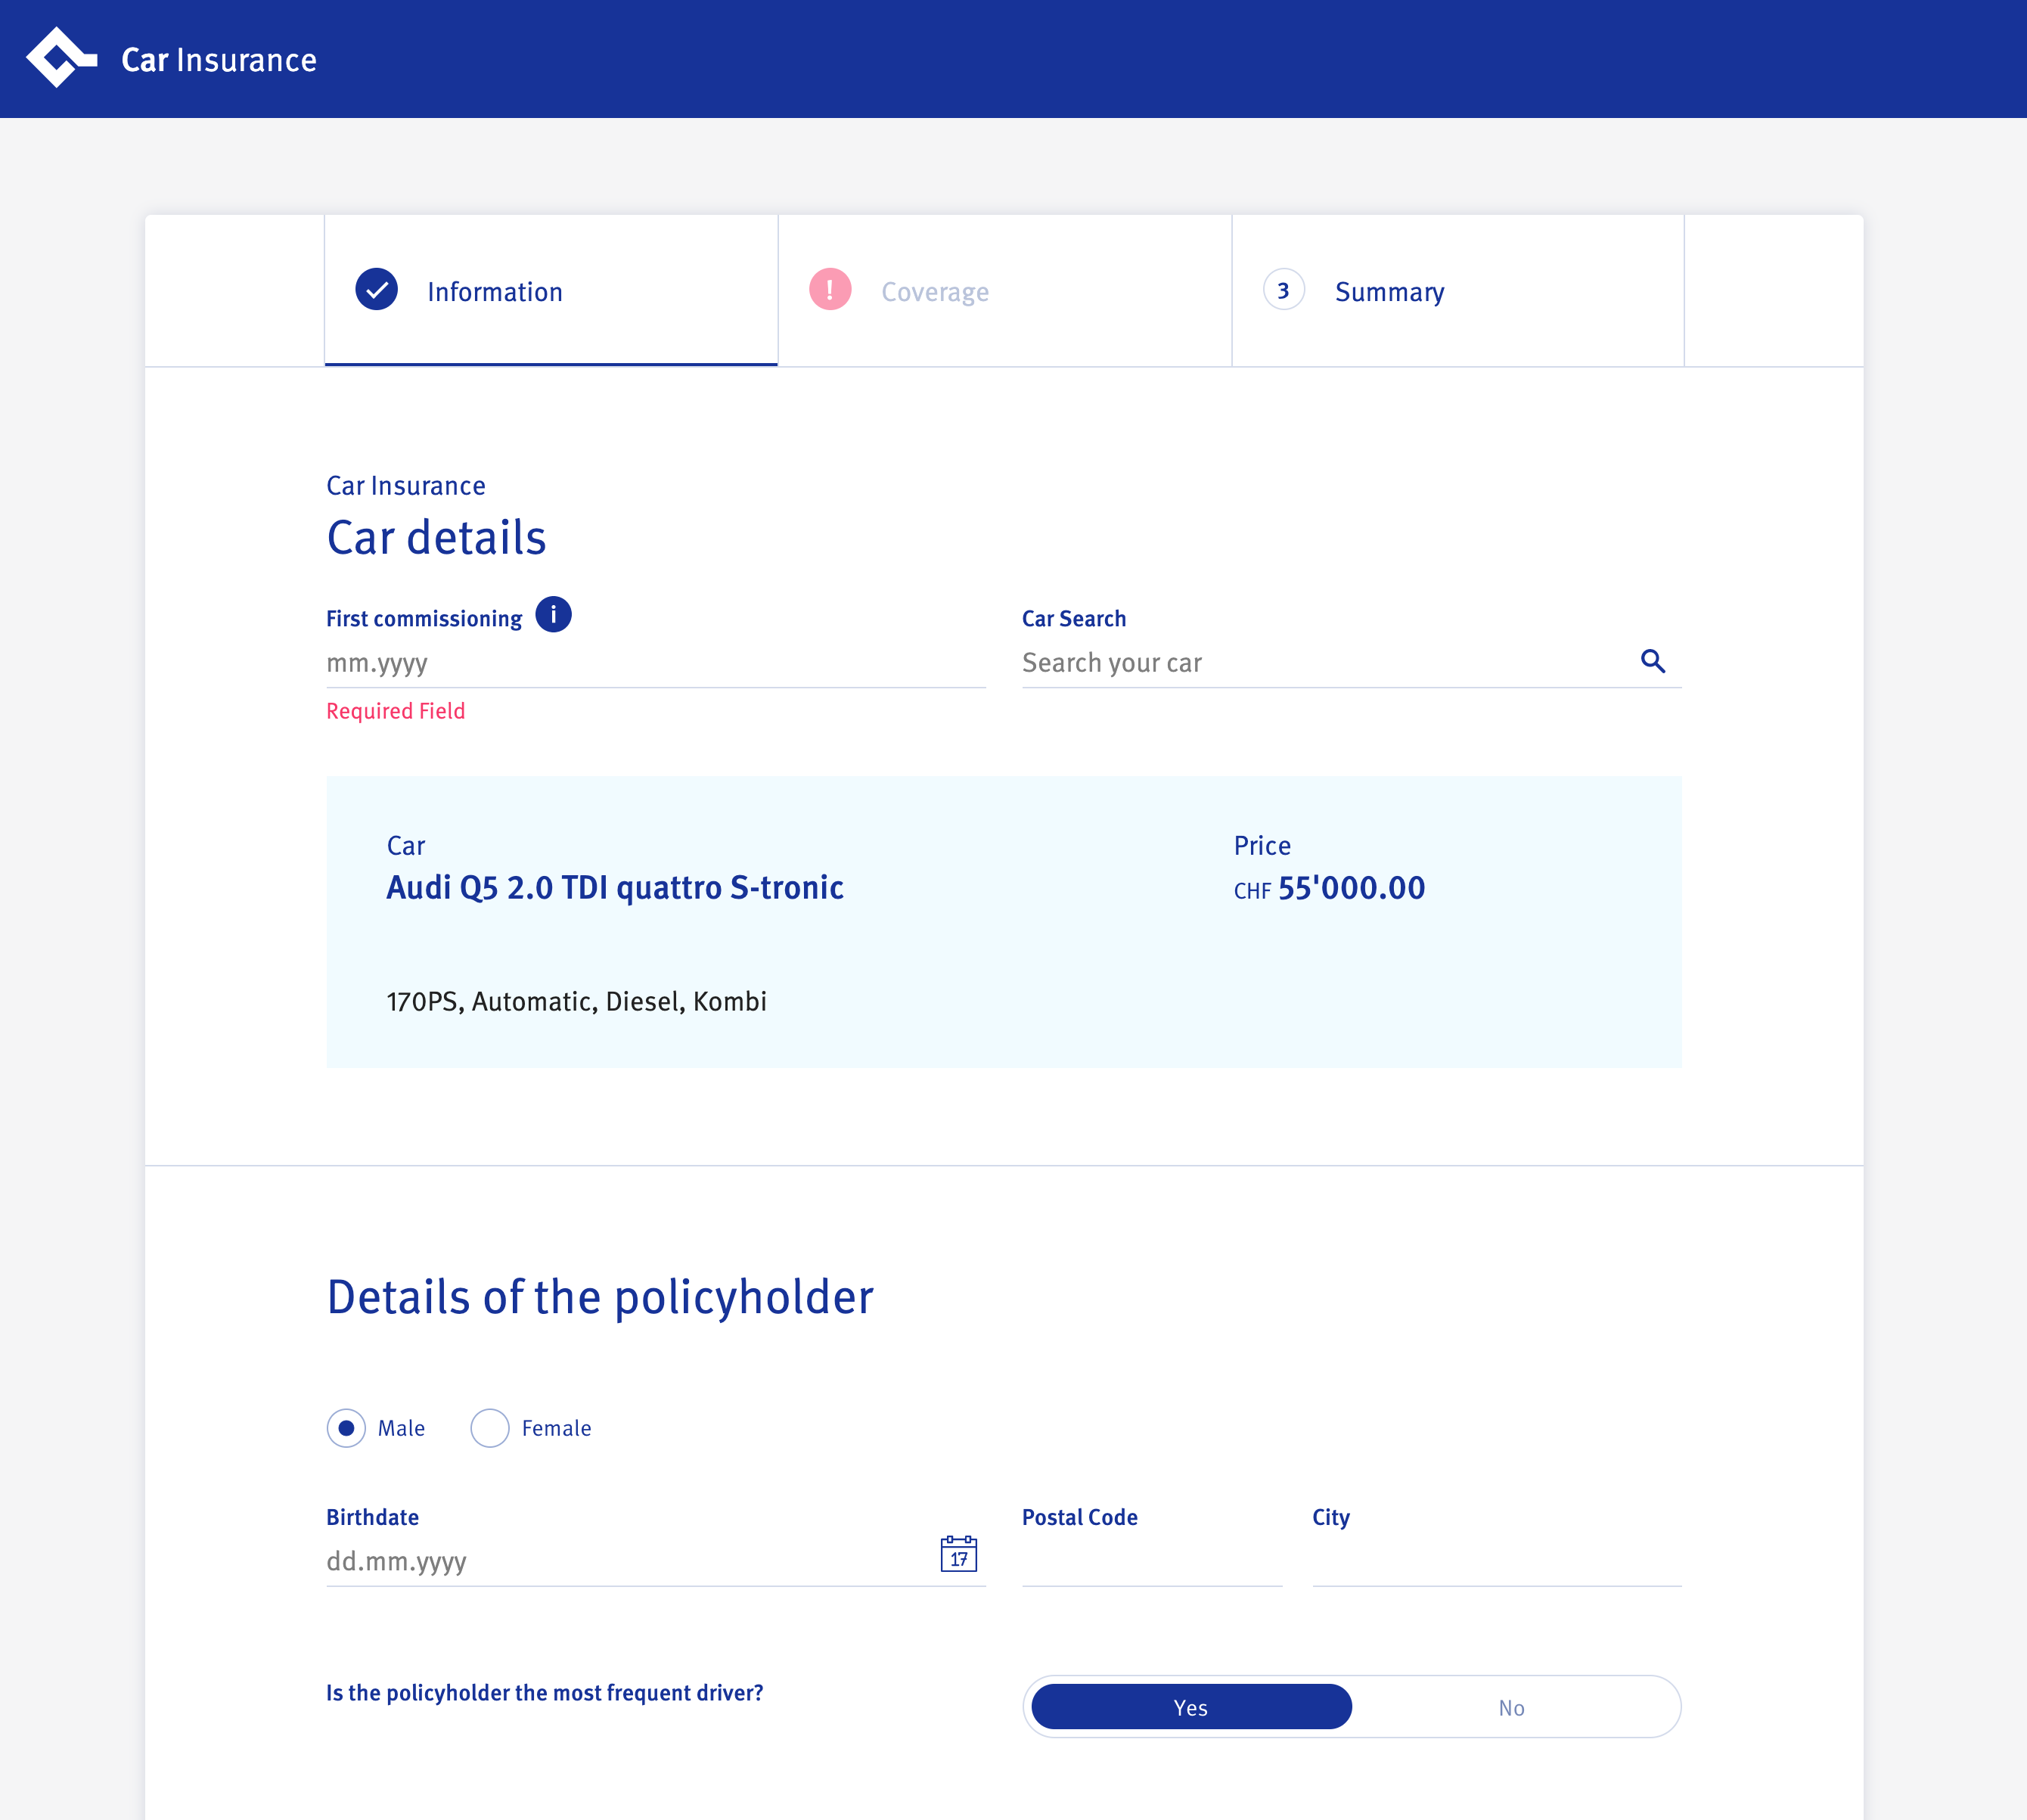 Car Insurance
Information
! Coverage
3 Summary
Car Insurance
Car details
First commissioning i
Car Search
mm.yyyy
Search your car
Required Field
Car
Price
Audi Q5 2.0 TDI quattro S-tronic
CHF 55'000.00
170PS, Automatic, Diesel, Kombi
Details of the policyholder
Male Female
Birthdate
Postal Code
City
dd.mm.yyyy
17
Is the policyholder the most frequent driver?
Yes No